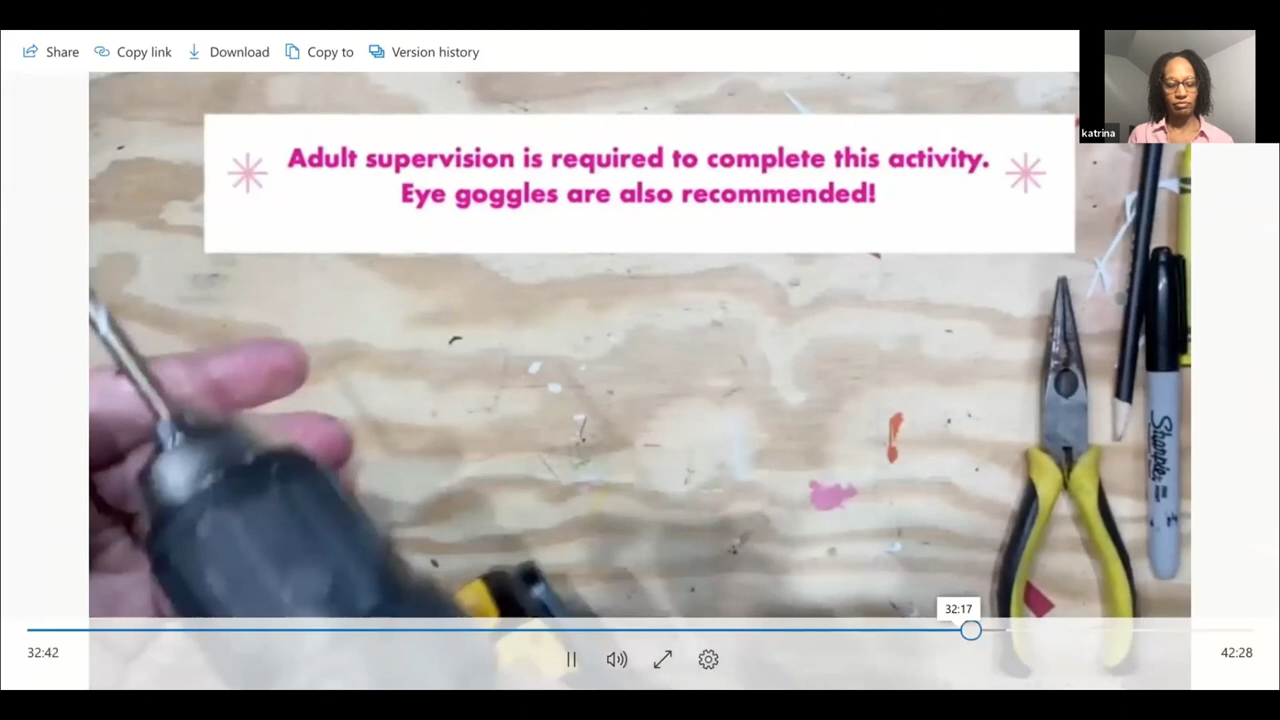 Share Copy link Download Copy to Version history
katrina
Adult supervision is required to complete this activity.
Eye goggles are also recommended!
Sharpie
32:17
32:42
42:28